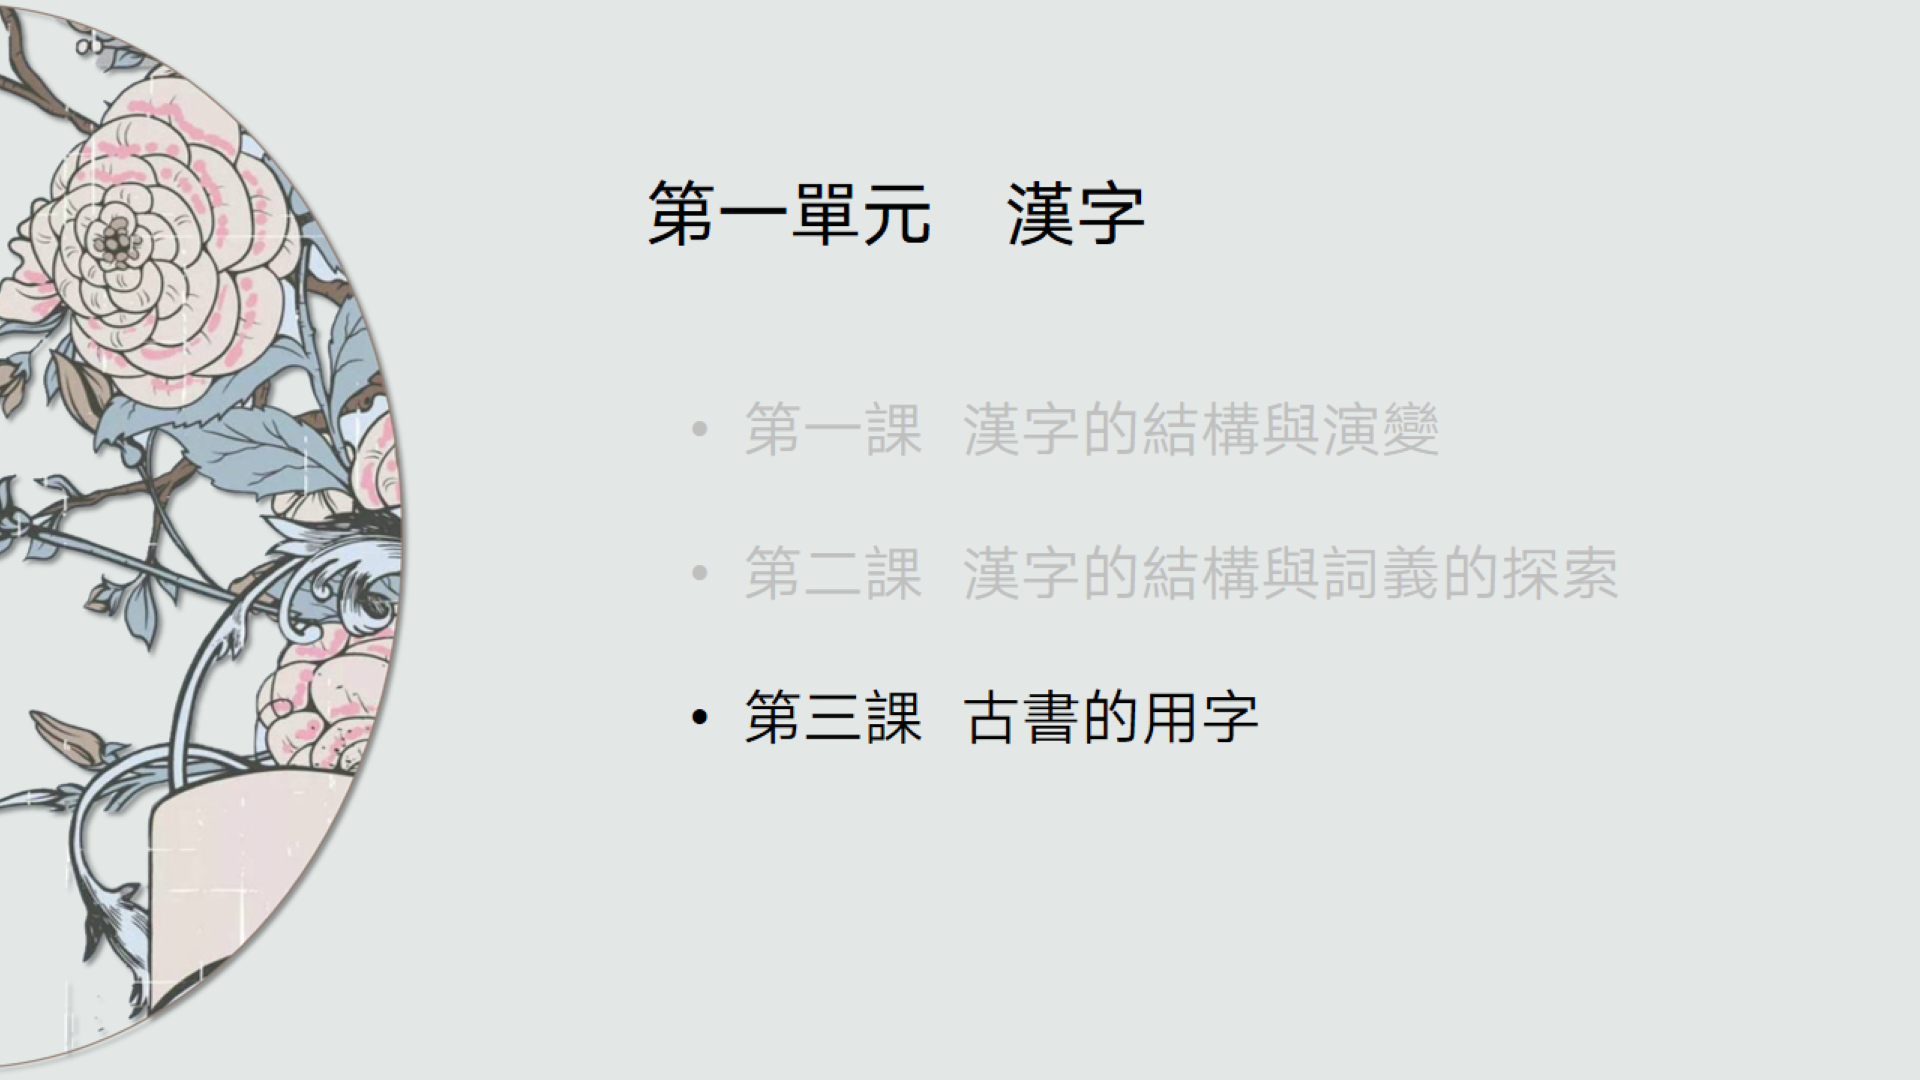 第一單元　漢字
• 第一課 漢字的結構與演變
• 第二課 漢字的結構與詞義的探索
• 第三課 古書的用字